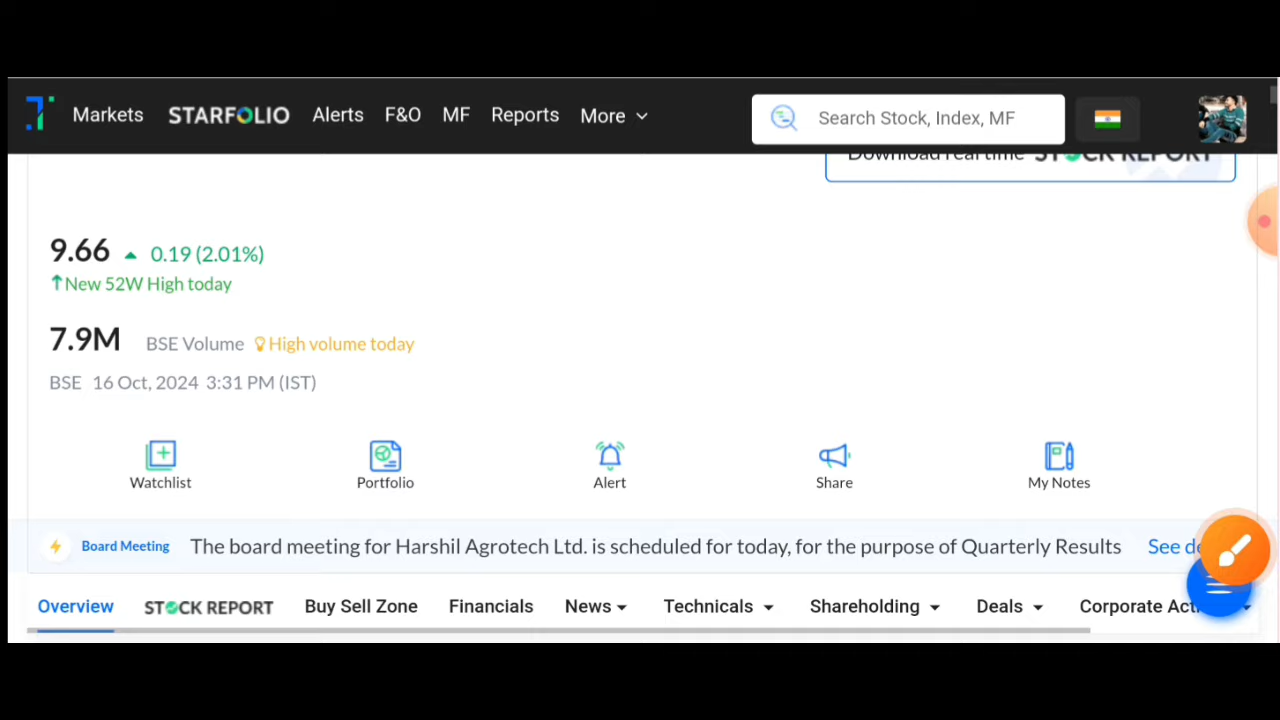 Markets STARFOLIO Alerts F&O MF Reports More Search Stock, Index, MF
Download real time STOCK REPORT
9.66 0.19 (2.01%)
New 52W High today
7.9M BSE Volume High volume today
BSE 16 Oct, 2024 3:31 PM (IST)
Watchlist Portfolio Alert Share My Notes
Board Meeting The board meeting for Harshil Agrotech Ltd. is scheduled for today, for the purpose of Quarterly Results See de
Overview STOCK REPORT Buy Sell Zone Financials News Technicals Shareholding Deals Corporate Acti